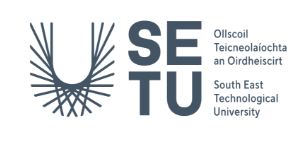 SE
TU
Ollscoil
Teicneolaíochta
an Oirdheiscirt
South East
Technological
University